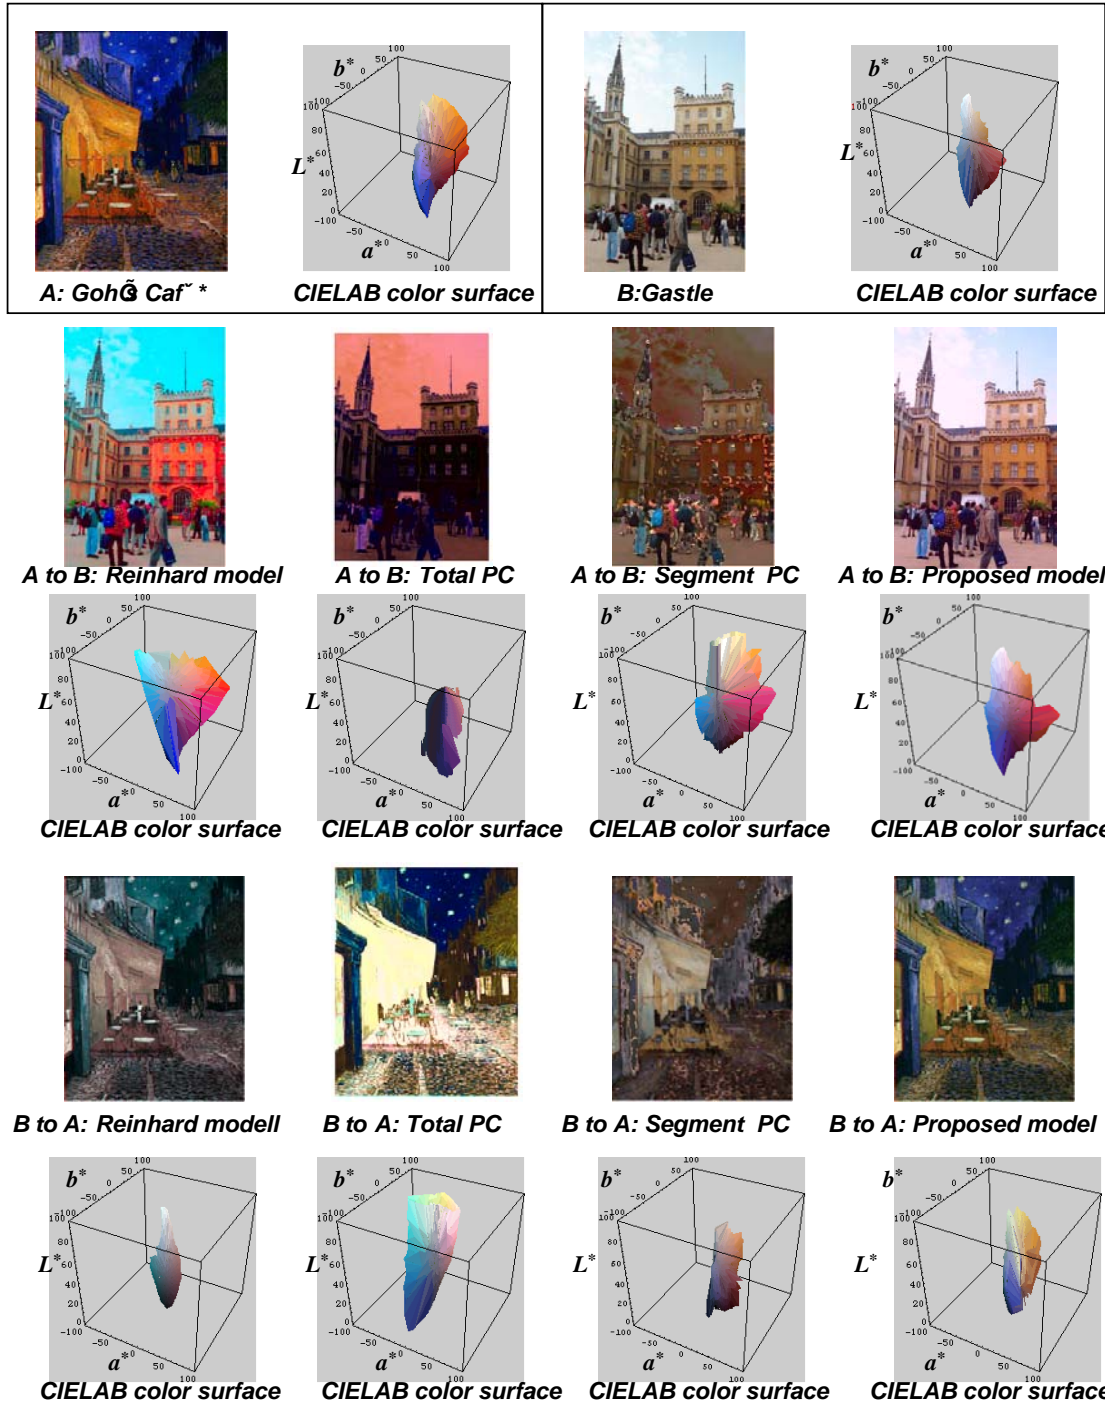 b*
L*
a*
A: Goh Õs Caf˘ *
CIELAB color surface
b*
L*
a*
B:Gastle
CIELAB color surface
A to B: Reinhard model
A to B: Total PC
A to B: Segment PC
A to B: Proposed model
b*
L*
a*
CIELAB color surface
b*
L*
a*
CIELAB color surface
b*
L*
a*
CIELAB color surface
b*
L*
a*
CIELAB color surface
B to A: Reinhard modell
B to A: Total PC
B to A: Segment PC
B to A: Proposed model
b*
L*
a*
CIELAB color surface
b*
L*
a*
CIELAB color surface
b*
L*
a*
CIELAB color surface
b*
L*
a*
CIELAB color surface